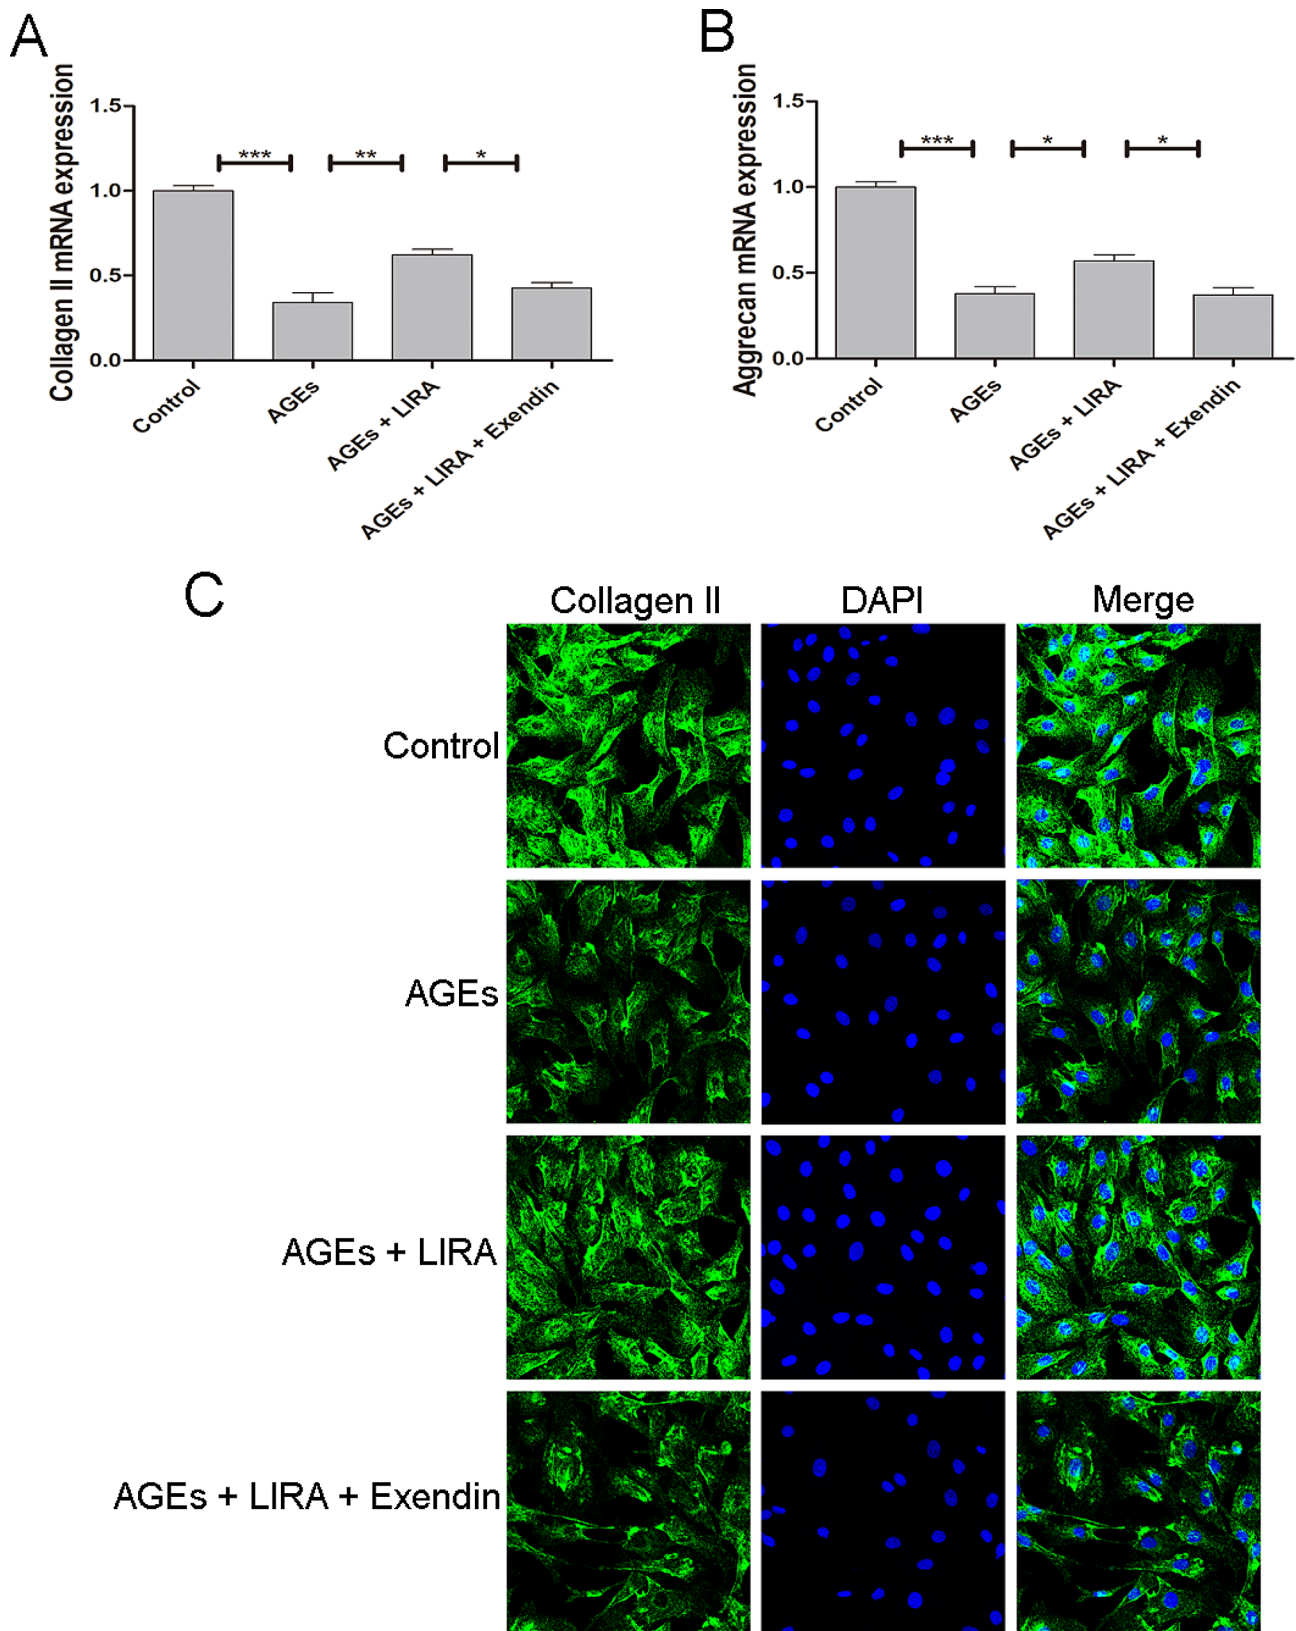 A
Collagen II mRNA expression
1.5
1.0
0.5
0.0
***
**
*
Control
AGEs
AGEs + LIRA
AGEs + LIRA + Exendin
B
Aggrecan mRNA expression
1.5
1.0
0.5
0.0
***
*
*
Control
AGEs
AGEs + LIRA
AGEs + LIRA + Exendin
C
Collagen II
DAPI
Merge
Control
AGEs
AGEs + LIRA
AGEs + LIRA + Exendin